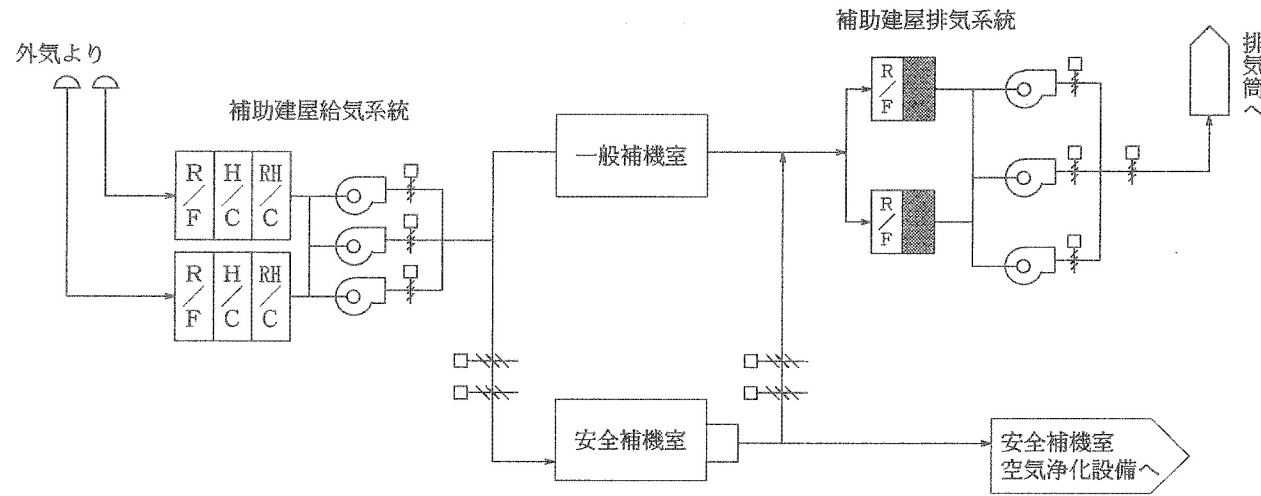 補助建屋排気系統
外気より
排気筒へ
補助建屋給気系統
R/F
一般補機室
R/F H/C RH/C
R/F
R/F H/C RH/C
安全補機室
安全補機室
空気浄化設備へ